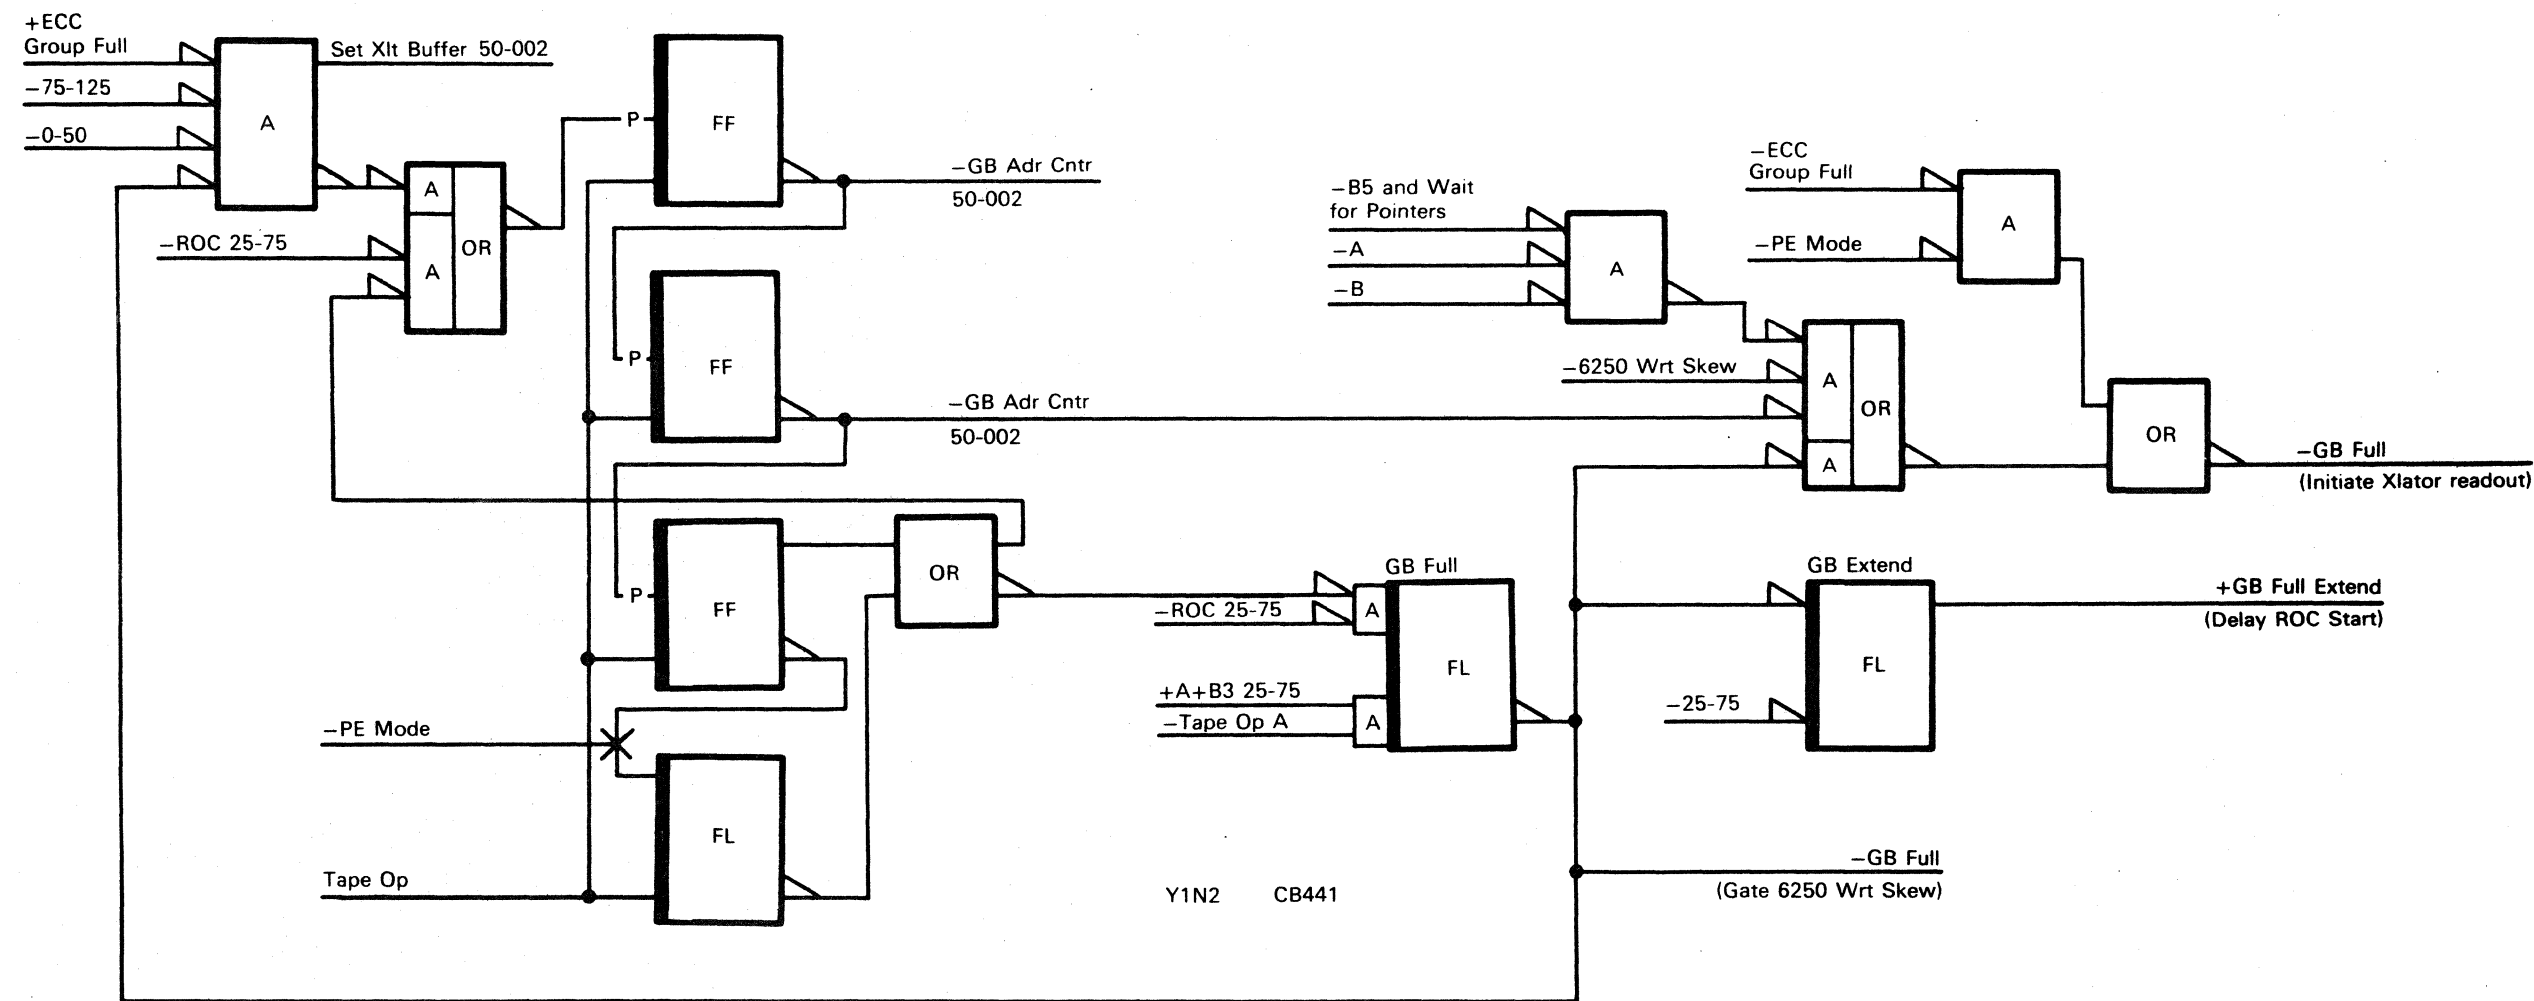 +ECC
Group Full
Set Xlt Buffer 50-002
−75-125
−0-50
A
A
A
OR
−ROC 25-75
P
FF
−GB Adr Cntr
50-002
P
FF
−GB Adr Cntr
50-002
P
FF
OR
−PE Mode
FL
Tape Op
−B5 and Wait
for Pointers
−A
−B
A
−ECC
Group Full
−PE Mode
A
−6250 Wrt Skew
A
A
OR
OR
−GB Full
(Initiate Xlator readout)
GB Full
−ROC 25-75
A
+A+B3 25-75
−Tape Op A
A
FL
GB Extend
−25-75
FL
+GB Full Extend
(Delay ROC Start)
−GB Full
(Gate 6250 Wrt Skew)
Y1N2 CB441